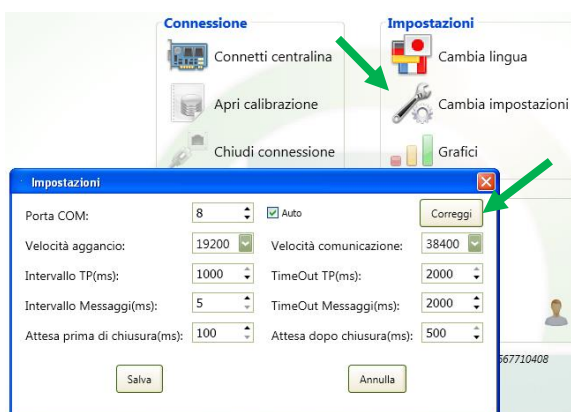 Connessione
Impostazioni
Connetti centralina
Cambia lingua
Apri calibrazione
Cambia impostazioni
Chiudi connessione
Grafici
Impostazioni
Porta COM: 8 Auto Correggi
Velocità aggancio: 19200 Velocità comunicazione: 38400
Intervallo TP(ms): 1000 TimeOut TP(ms): 2000
Intervallo Messaggi(ms): 5 TimeOut Messaggi(ms): 2000
Attesa prima di chiusura(ms): 100 Attesa dopo chiusura(ms): 500
Salva Annulla
567710408